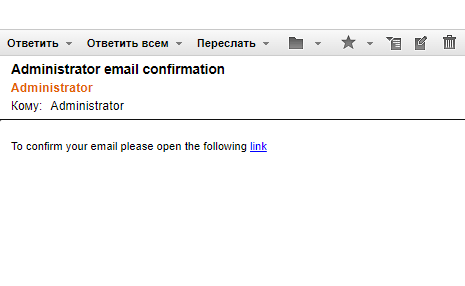 Ответить Ответить всем Переслать
Administrator email confirmation
Administrator
Кому: Administrator
To confirm your email please open the following link